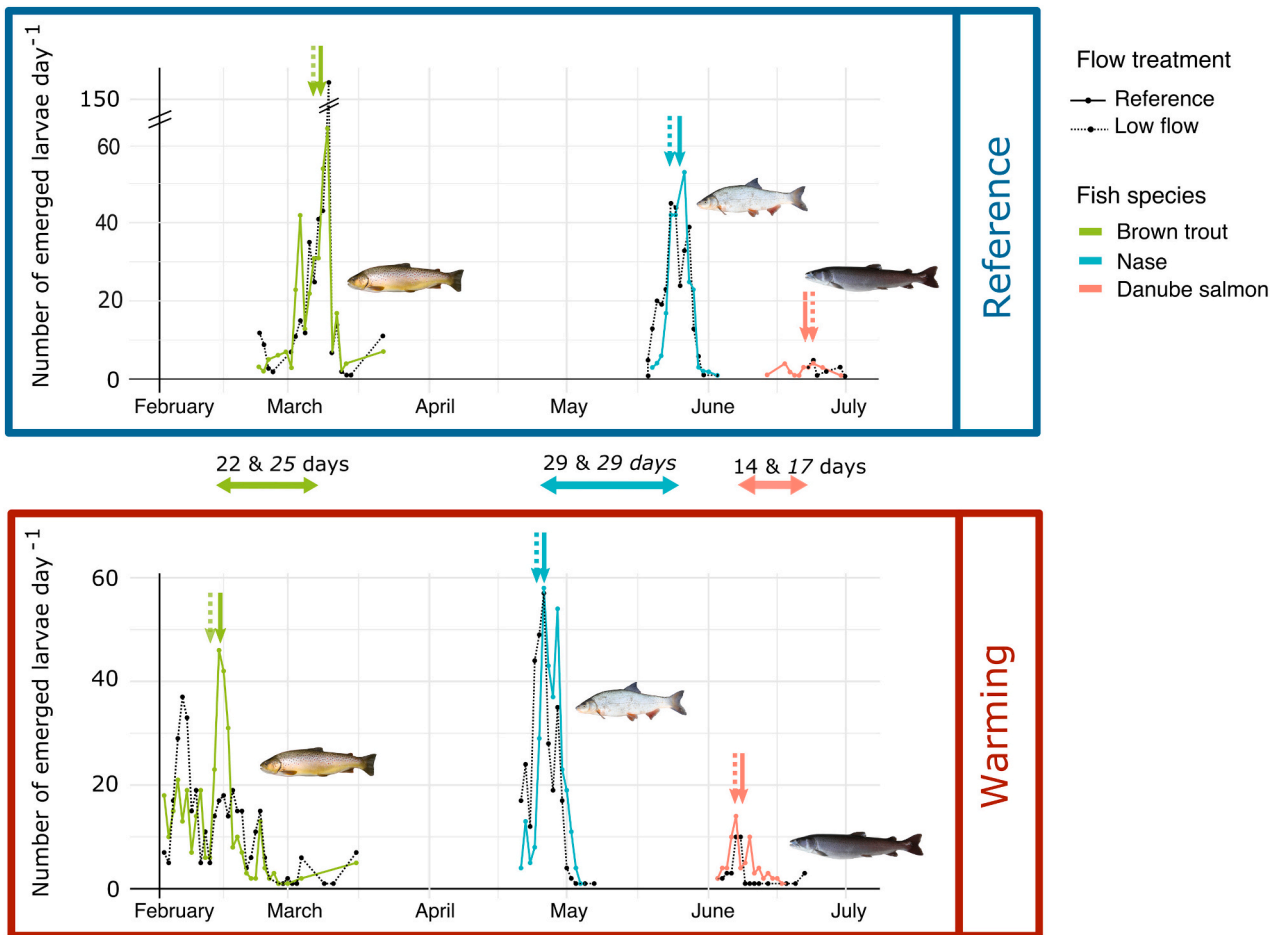 Number of emerged larvae day-1
150
60
40
20
0
February March April May June July
Reference
Flow treatment
Reference
Low flow
Fish species
Brown trout
Nase
Danube salmon
22 & 25 days
29 & 29 days
14 & 17 days
Number of emerged larvae day-1
60
40
20
0
February March April May June July
Warming